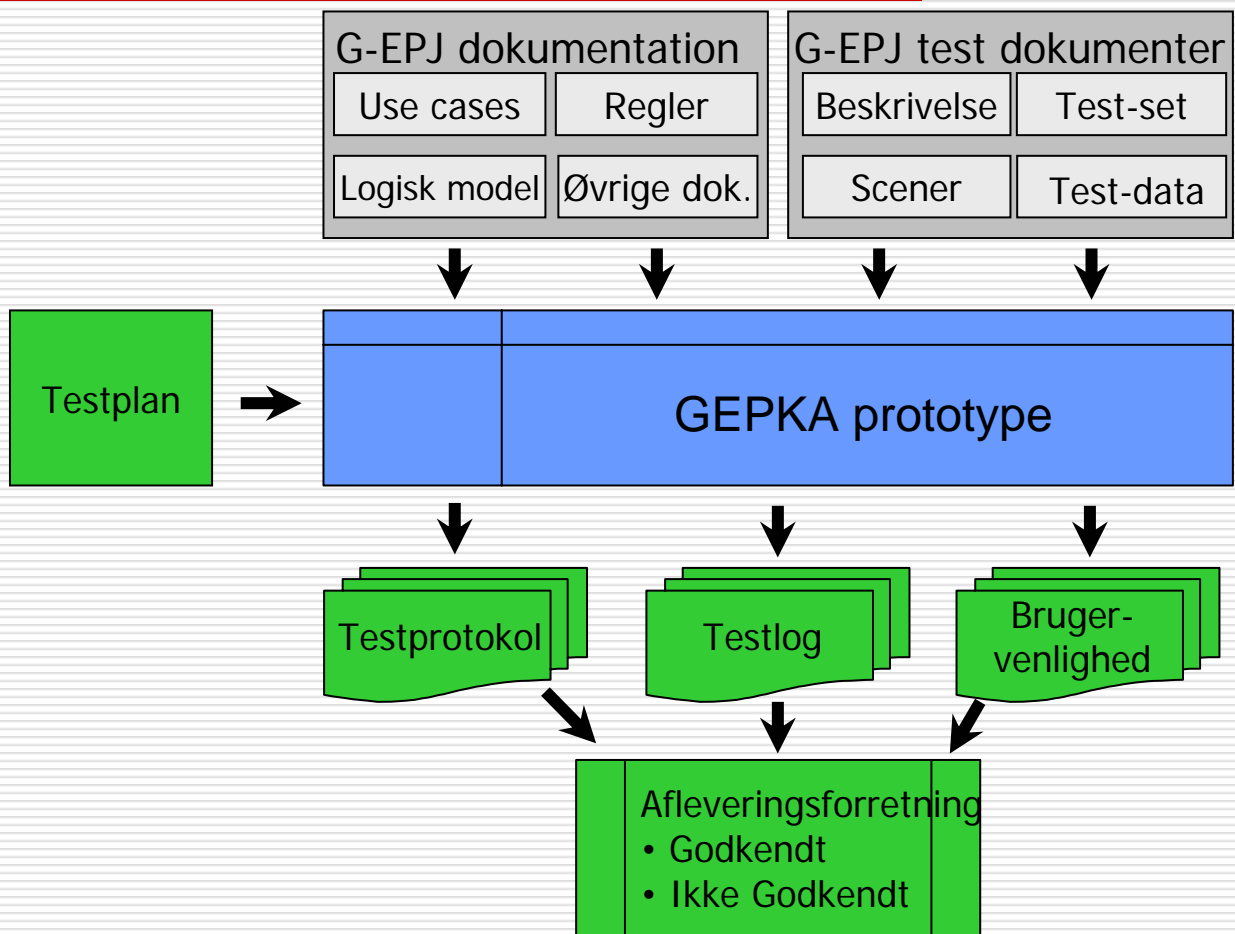 G-EPJ dokumentation
Use cases
Regler
Logisk model
Øvrige dok.
G-EPJ test dokumenter
Beskrivelse
Test-set
Scener
Test-data
Testplan
GEPKA prototype
Testprotokol
Testlog
Bruger-
venlighed
Afleveringsforretning
• Godkendt
• Ikke Godkendt